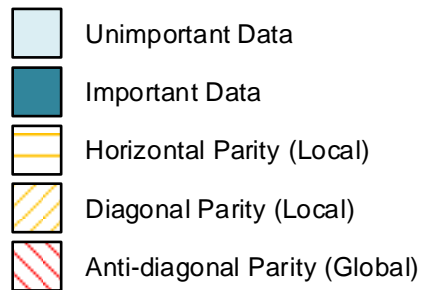 Unimportant Data
Important Data
Horizontal Parity (Local)
Diagonal Parity (Local)
Anti-diagonal Parity (Global)